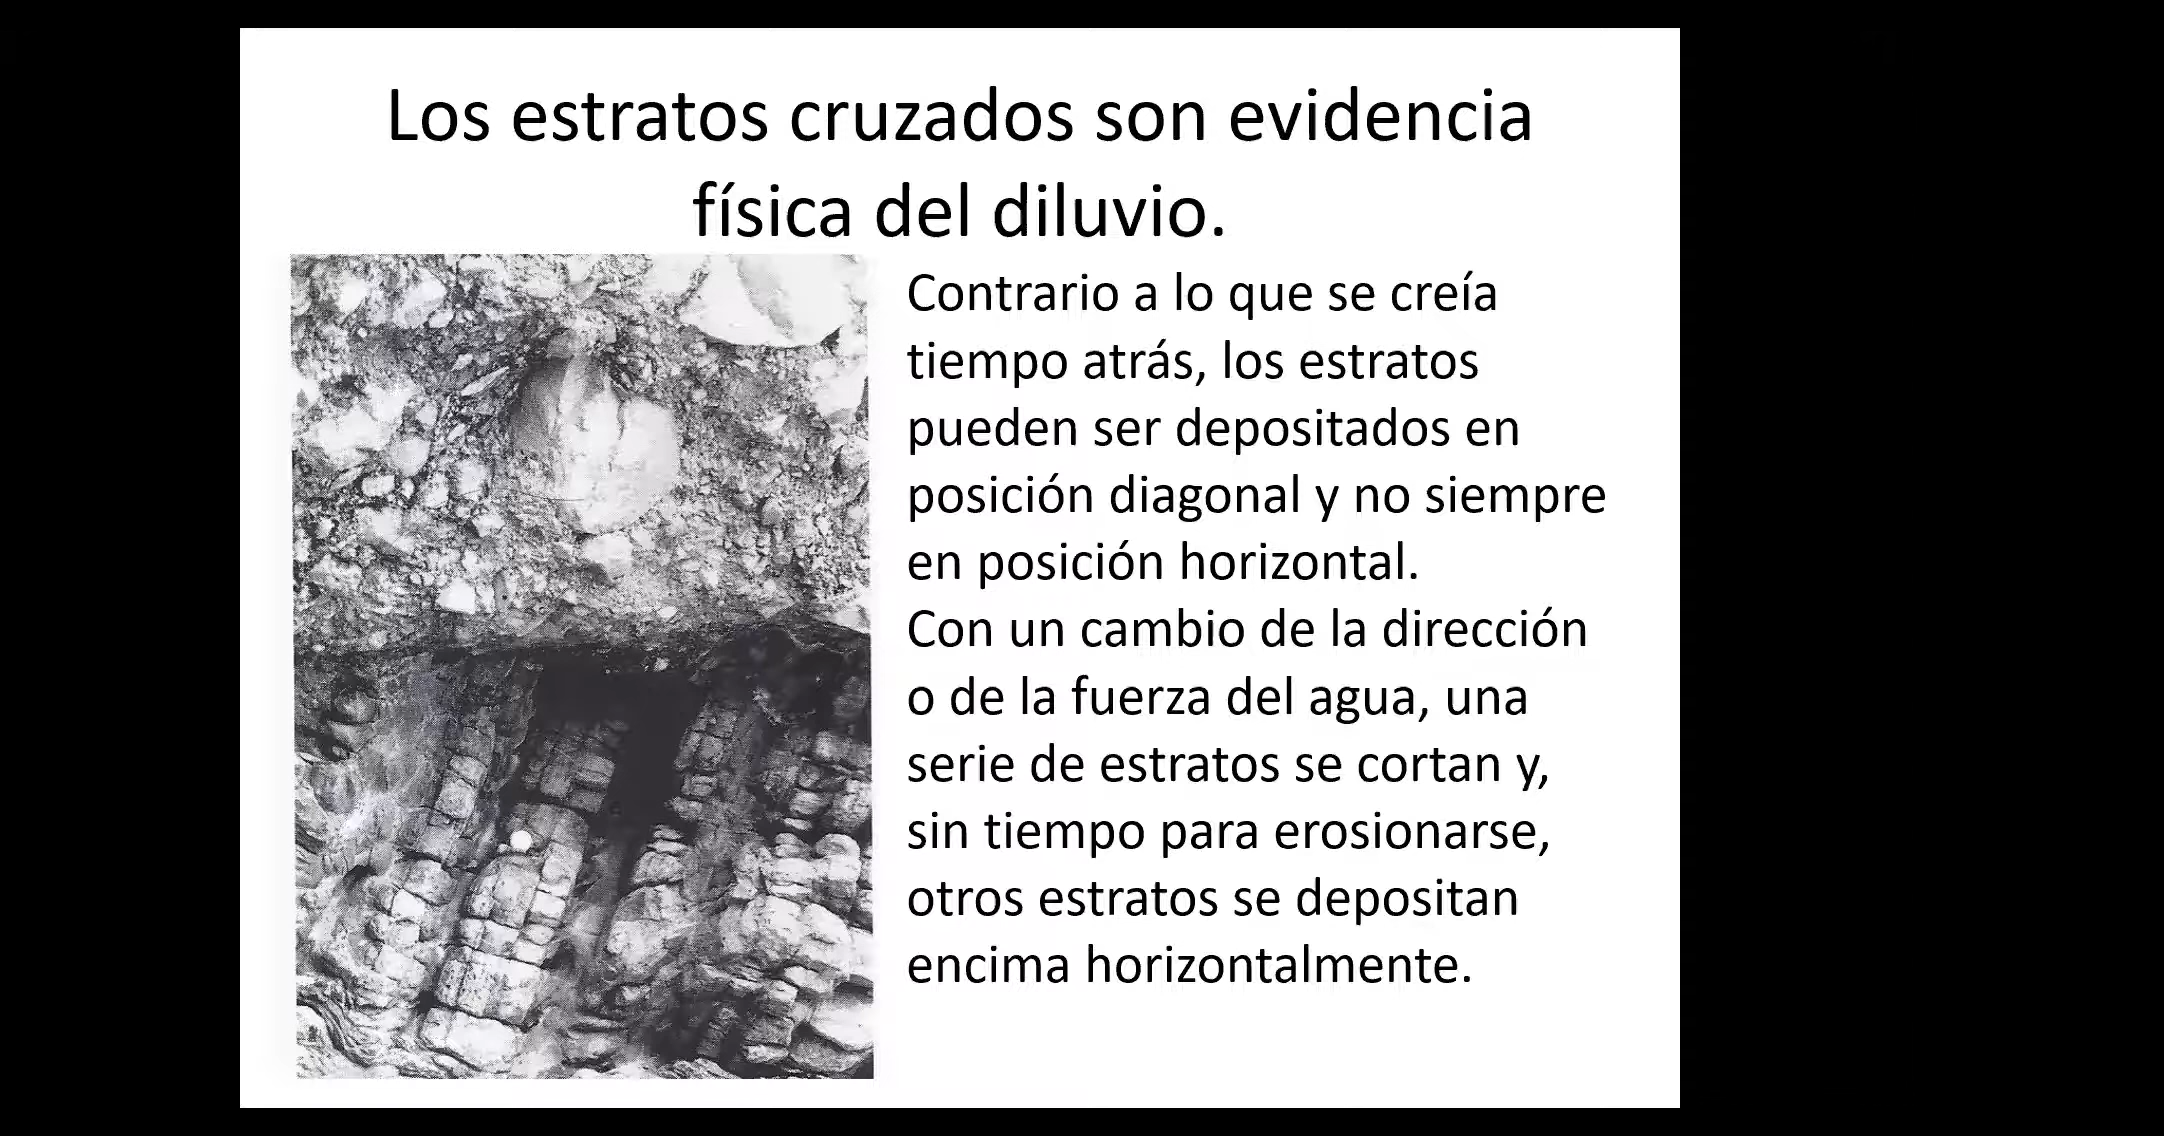 Los estratos cruzados son evidencia
física del diluvio.
Contrario a lo que se creía
tiempo atrás, los estratos
pueden ser depositados en
posición diagonal y no siempre
en posición horizontal.
Con un cambio de la dirección
o de la fuerza del agua, una
serie de estratos se cortan y,
sin tiempo para erosionarse,
otros estratos se depositan
encima horizontalmente.